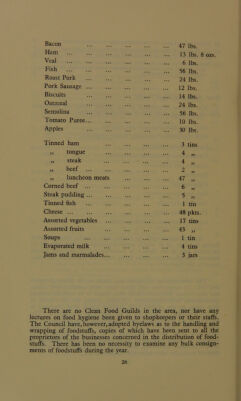 Bacon ... ... ... ... ... 47 lbs.
Ham ... ... ... ... ... 13 lbs. 8 ozs.
Veal ... ... ... ... ... 6 lbs.
Fish ... ... ... ... ... 56 lbs.
Roast Pork ... ... ... ... 24 lbs.
Pork Sausage ... ... ... ... 12 lbs.
Biscuits ... ... ... ... 14 lbs.
Oatmeal ... ... ... ... 24 lbs.
Semolina ... ... ... ... 56 lbs.
Tomato Puree... ... ... ... 10 lbs.
Apples ... ... ... ... 30 lbs.
Tinned ham ... ... ... 3 tins
„ tongue ... ... ... 4 „
„ steak ... ... ... 4 „
„ beef ... ... ... ... 2 „
„ luncheon meats ... ... 47 „
Corned beef ... ... ... ... 6 „
Steak pudding ... ... ... ... 5 „
Tinned fish ... ... ... ... 1 tin
Cheese ... ... ... ... ... 48 pkts.
Assorted vegetables ... ... ... 17 tins
Assorted fruits ... ... ... 45 „
Soups ... ... ... ... 1 tin
Evaporated milk ... ... ... 4 tins
Jams and marmalades... ... ... 3 jars
There are no Clean Food Guilds in the area, nor have any
lectures on food hygiene been given to shopkeepers or their staffs.
The Council have, however, adopted byelaws as to the handling and
wrapping of foodstuffs, copies of which have been sent to all the
proprietors of the businesses concerned in the distribution of food-
stuffs. There has been no necessity to examine any bulk consign-
ments of foodstuffs during the year.